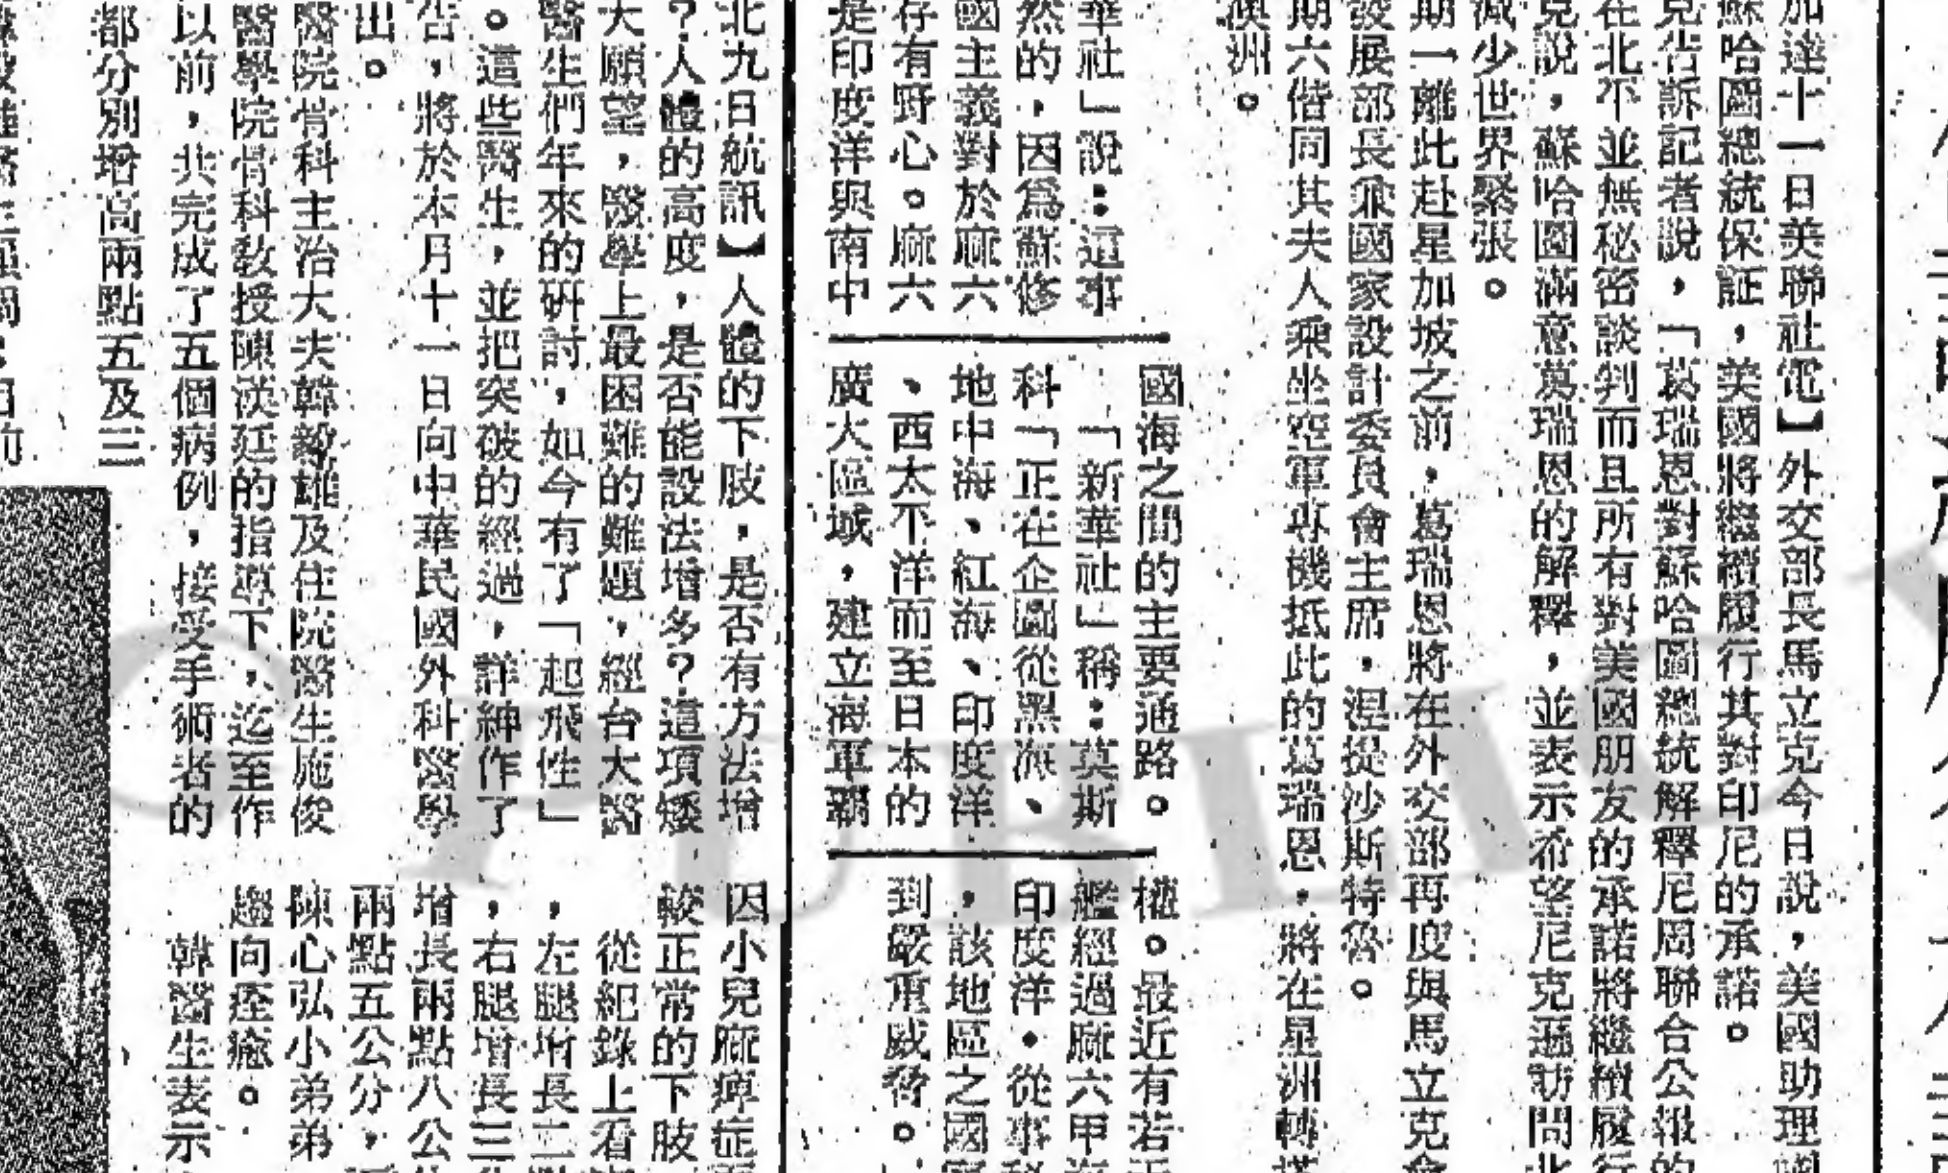 加達十一日美聯社電】外交部長馬立克今日說，美國助理
蘇哈圖總統保証，美國將繼續履行其對印尼的承諾。
克告訴記者說，「葛瑞恩對蘇哈圖總統解釋尼周聯合公報的
在北平並無秘密談判而且所有對美國朋友的承諾將繼續履行
克說，蘇哈圖滿意葛瑞恩的解釋，並表示希望尼克遜訪問北
減少世界緊張。
期一離此赴星加坡之前，葛瑞恩將在外交部再度與馬立克會
發展部長兼國家設計委員會主席，涅提沙斯特魯。
期六偕同其夫人乘坐空軍專機抵此的葛瑞恩，將在星洲轉
澳洲。
華社」說：這事
然的，因為蘇修
國主義對於麻六
存有野心。麻六
是印度洋與南中
國海之間的主要通路。
「新華社」稱：莫斯
科「正在企圖從黑海、
地中海、紅海、印度洋
、西太平洋而至日本的
廣大區域，建立海軍霸
權。最近有若
艦經過麻六甲海
印度洋，從事
，該地區之國
到嚴重威脅。
北九日航訊】人體的下肢，是否有方法增
？人體的高度，是否能設法增多？這項矮
大願望，醫學上最困難的難題，經台大醫
醫生們年來的研討，如今有了「起飛性」
。這些醫生，並把突破的經過，詳細作了
告，將於本月十一日向中華民國外科醫學
出。
醫院骨科主治大夫韓毅雄及住院醫生施俊
醫學院骨科教授陳漢廷的指導下，迄至作
以前，共完成了五個病例，接受手術者的
都分別增高兩點五及三
因小兒麻痺症
較正常的下肢
從紀錄上看
，左腿增長二
，右腿增長三
增長兩點八公
兩點五公分，
陳心弘小弟弟
趨向痊癒。
韓醫生表示
PUBLIC